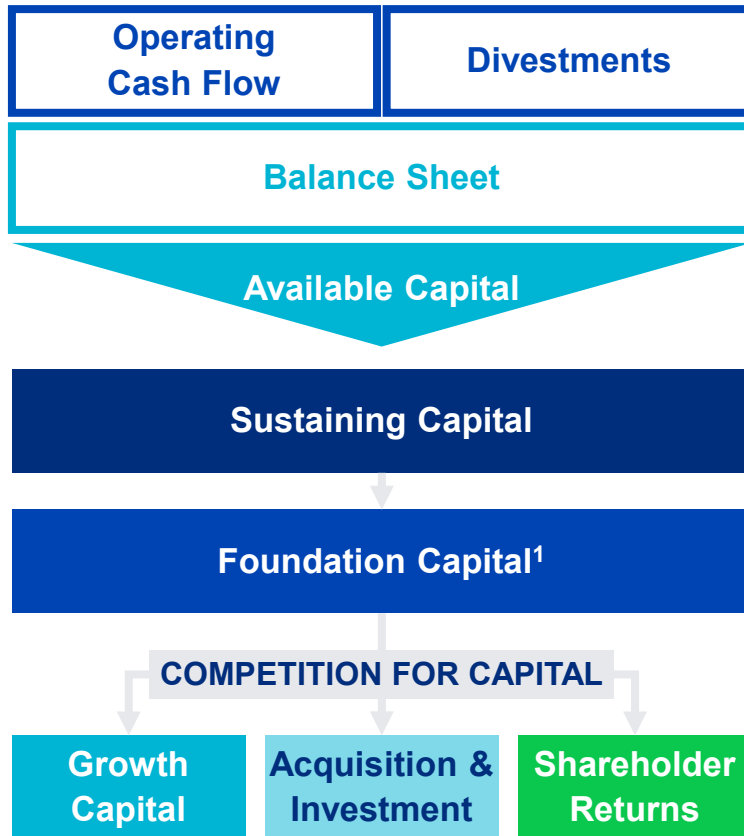 Operating
Cash Flow
Divestments
Balance Sheet
Available Capital
Sustaining Capital
Foundation Capital¹
COMPETITION FOR CAPITAL
Growth
Capital
Acquisition &
Investment
Shareholder
Returns